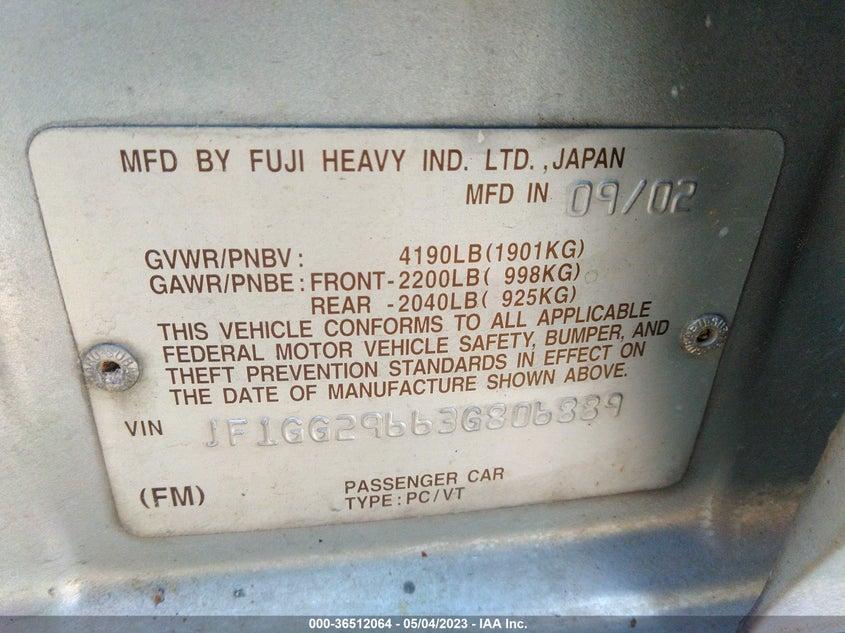 MFD BY FUJI HEAVY IND. LTD.,JAPAN
MFD IN 09/02
GVWR/PNBV: 4190LB(1901KG)
GAWR/PNBE: FRONT-2200LB( 998KG)
REAR -2040LB( 925KG)
THIS VEHICLE CONFORMS TO ALL APPLICABLE
FEDERAL MOTOR VEHICLE SAFETY, BUMPER, AND
THEFT PREVENTION STANDARDS IN EFFECT ON
THE DATE OF MANUFACTURE SHOWN ABOVE.
VIN JF1GG29663G806889
(FM)
PASSENGER CAR
TYPE:PC/VT
000-36512064 - 05/04/2023 - IAA Inc.